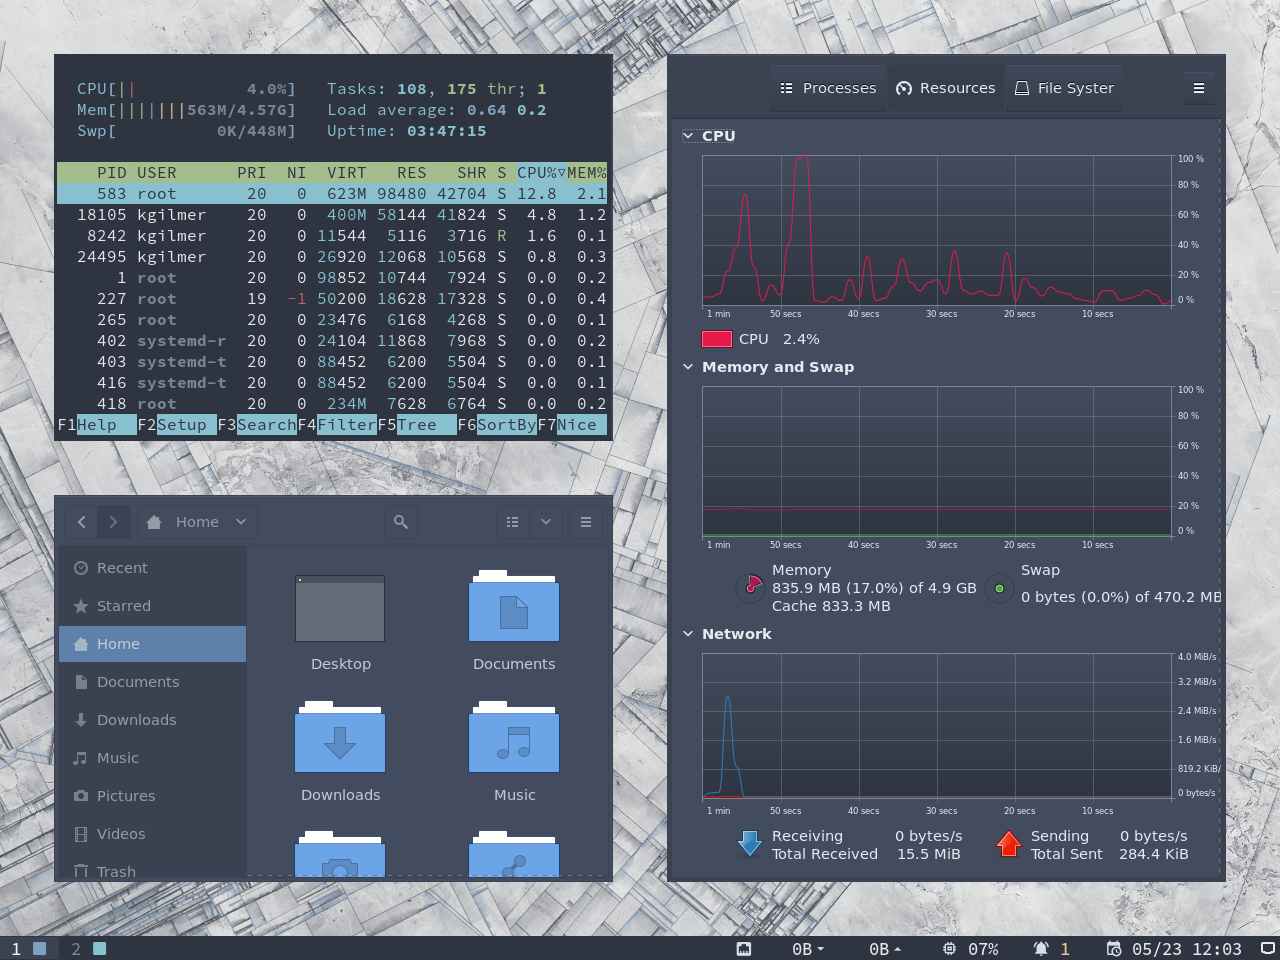 CPU[|| 4.0%] Tasks: 108, 175 thr; 1
Mem[|||||||563M/4.57G] Load average: 0.64 0.2
Swp[ 0K/448M] Uptime: 03:47:15
PID USER PRI NI VIRT RES SHR S CPU%▽MEM%
583 root 20 0 623M 98480 42704 S 12.8 2.1
18105 kgilmer 20 0 400M 58144 41824 S 4.8 1.2
8242 kgilmer 20 0 11544 5116 3716 R 1.6 0.1
24495 kgilmer 20 0 26920 12068 10568 S 0.8 0.3
1 root 20 0 98852 10744 7924 S 0.0 0.2
227 root 19 -1 50200 18628 17328 S 0.0 0.4
265 root 20 0 23476 6168 4268 S 0.0 0.1
402 systemd-r 20 0 24104 11868 7968 S 0.0 0.2
403 systemd-t 20 0 88452 6200 5504 S 0.0 0.1
416 systemd-t 20 0 88452 6200 5504 S 0.0 0.1
418 root 20 0 234M 7628 6764 S 0.0 0.2
F1Help F2Setup F3SearchF4FilterF5Tree F6SortByF7Nice
Home
Recent
Starred
Home
Documents
Downloads
Music
Pictures
Videos
Trash
Desktop
Documents
Downloads
Music
Processes Resources File Syster
CPU
100 %
80 %
60 %
40 %
20 %
0 %
1 min 50 secs 40 secs 30 secs 20 secs 10 secs
CPU 2.4%
Memory and Swap
100 %
80 %
60 %
40 %
20 %
0 %
1 min 50 secs 40 secs 30 secs 20 secs 10 secs
Memory
835.9 MB (17.0%) of 4.9 GB
Cache 833.3 MB
Swap
0 bytes (0.0%) of 470.2 MB
Network
4.0 MiB/s
3.2 MiB/s
2.4 MiB/s
1.6 MiB/s
819.2 KiB/
0 bytes/s
1 min 50 secs 40 secs 30 secs 20 secs 10 secs
Receiving 0 bytes/s
Total Received 15.5 MiB
Sending 0 bytes/s
Total Sent 284.4 KiB
1 2 0B 0B 07% 1 05/23 12:03